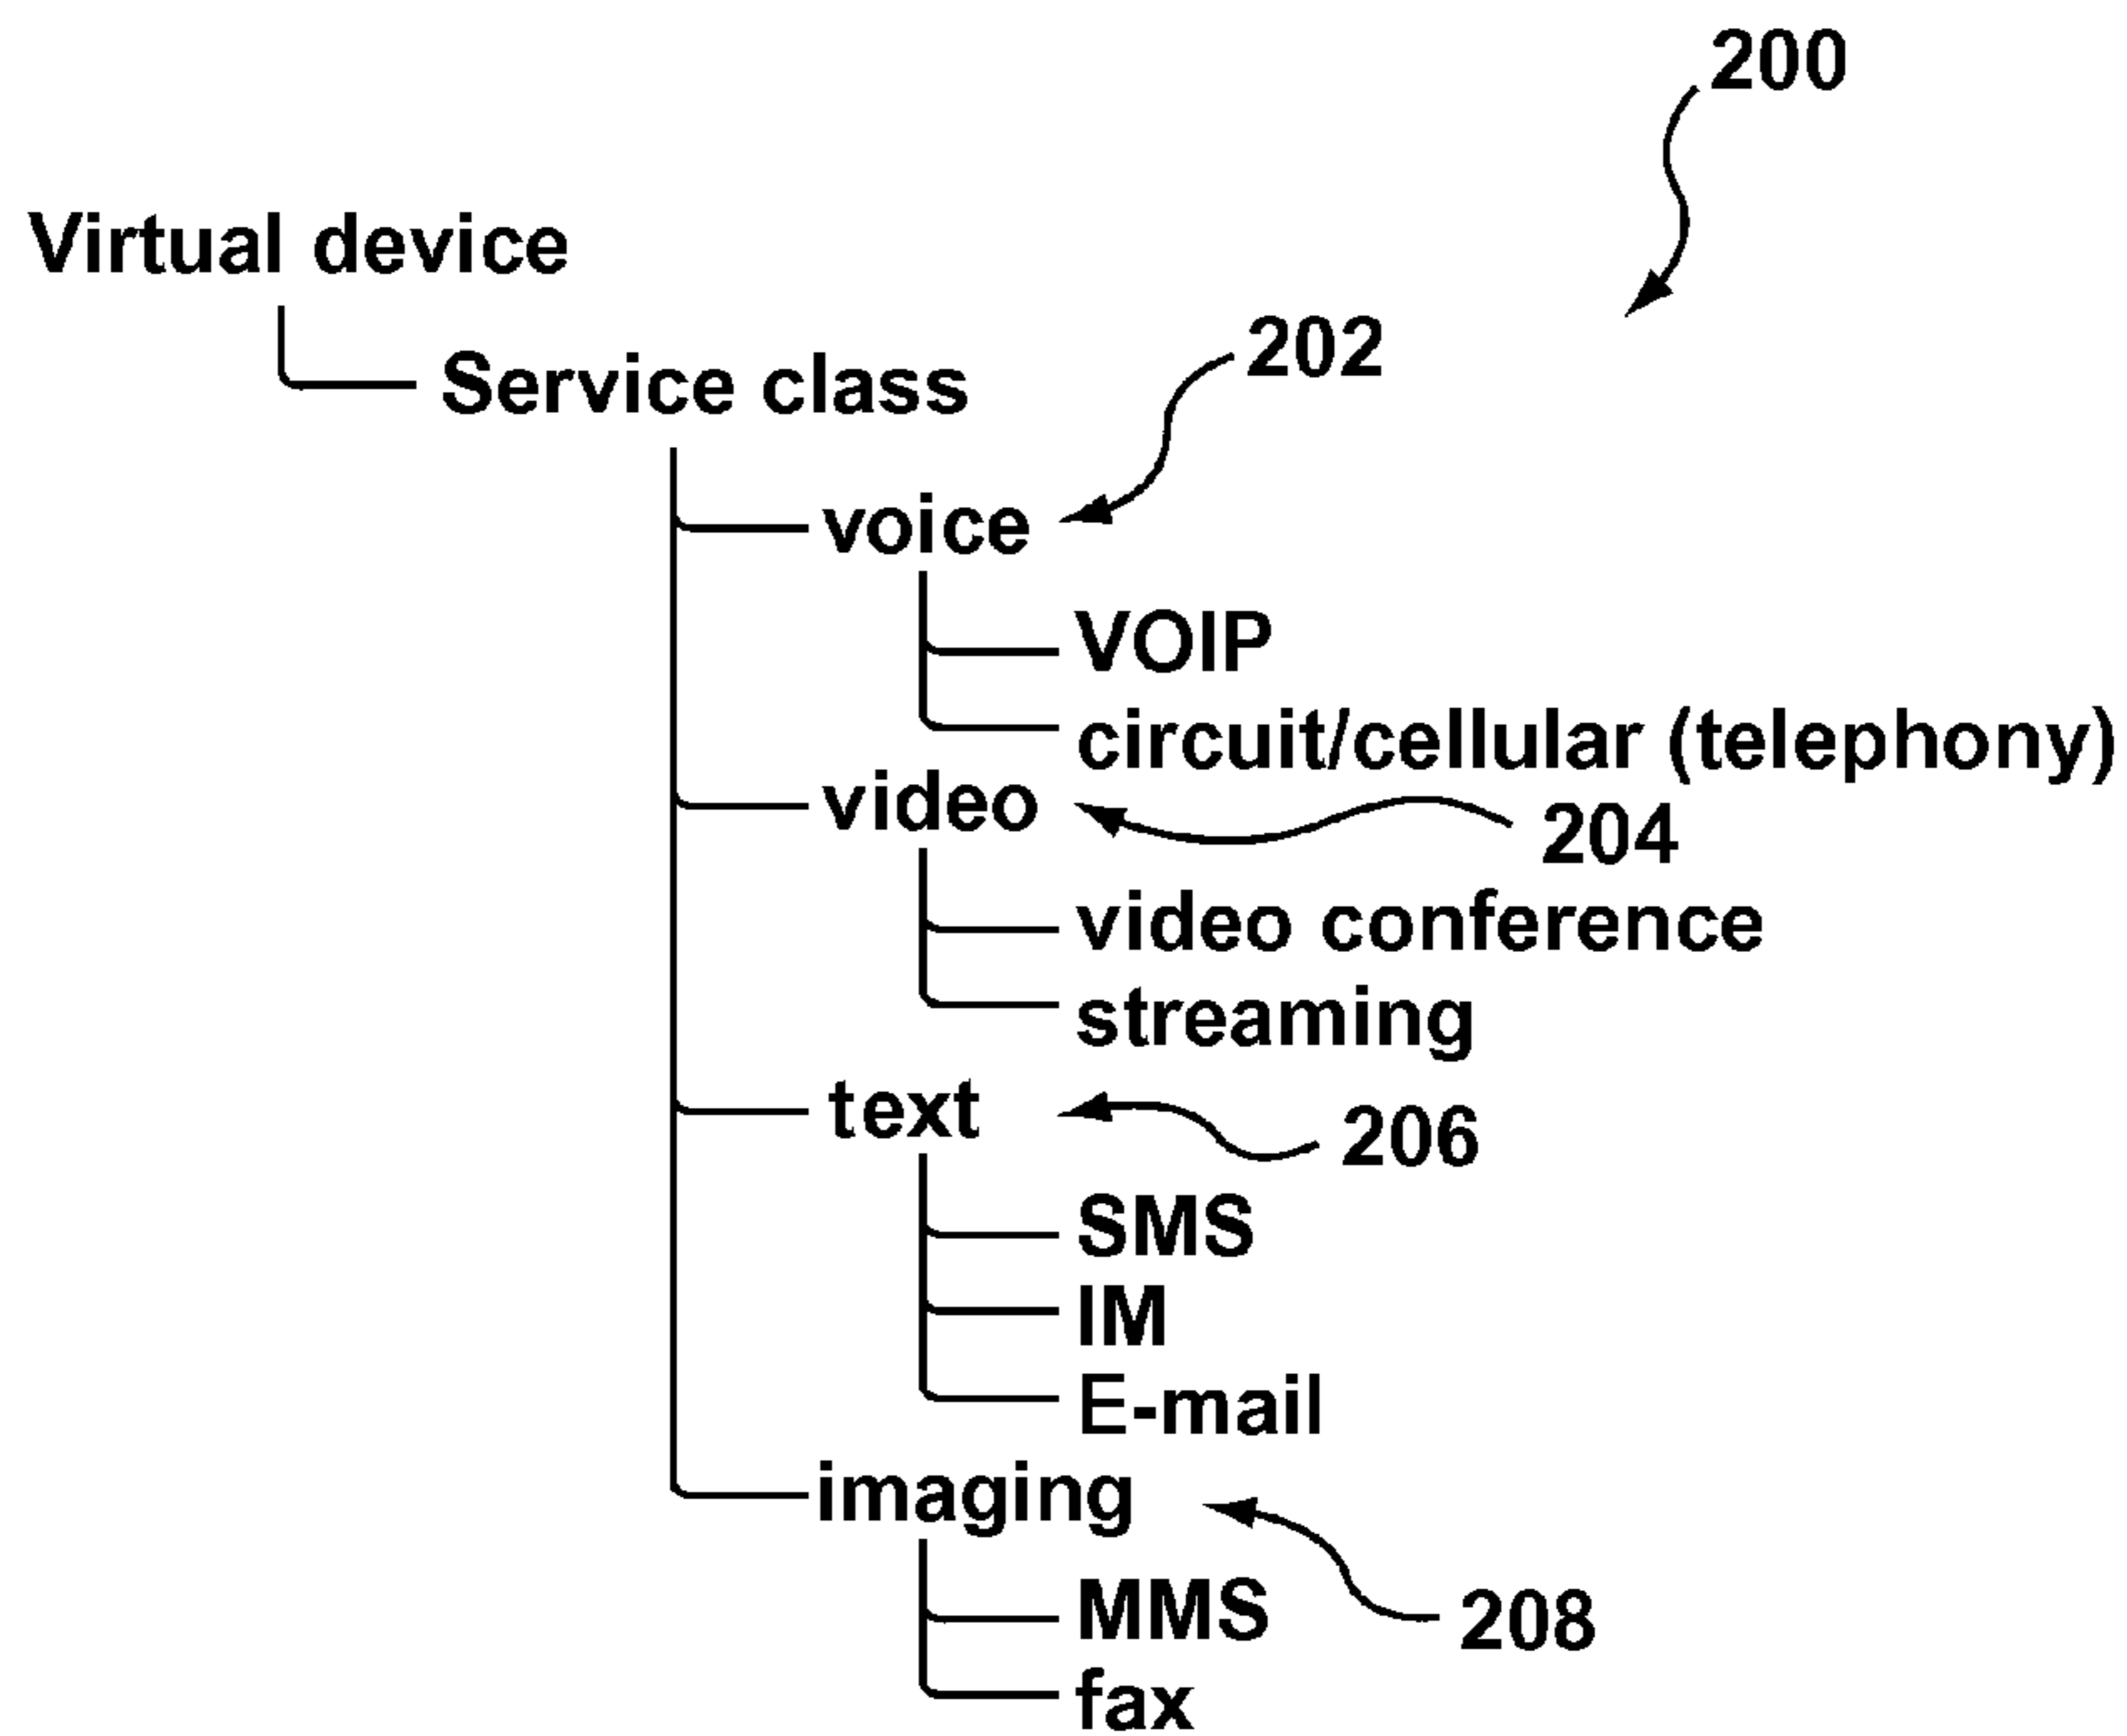 200
Virtual device
Service class
202
voice
VOIP
circuit/cellular (telephony)
video
204
video conference
streaming
text
206
SMS
IM
E-mail
imaging
MMS
208
fax